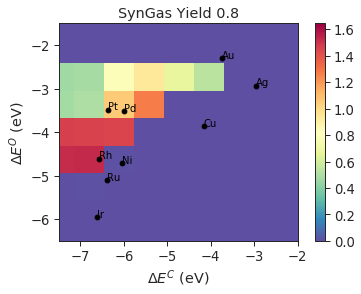 SynGas Yield 0.8
ΔE^O (eV)
−2
−3
−4
−5
−6
Au
Ag
Pt
Pd
Cu
Rh
Ni
Ru
Ir
−7 −6 −5 −4 −3 −2
ΔE^C (eV)
1.6
1.4
1.2
1.0
0.8
0.6
0.4
0.2
0.0